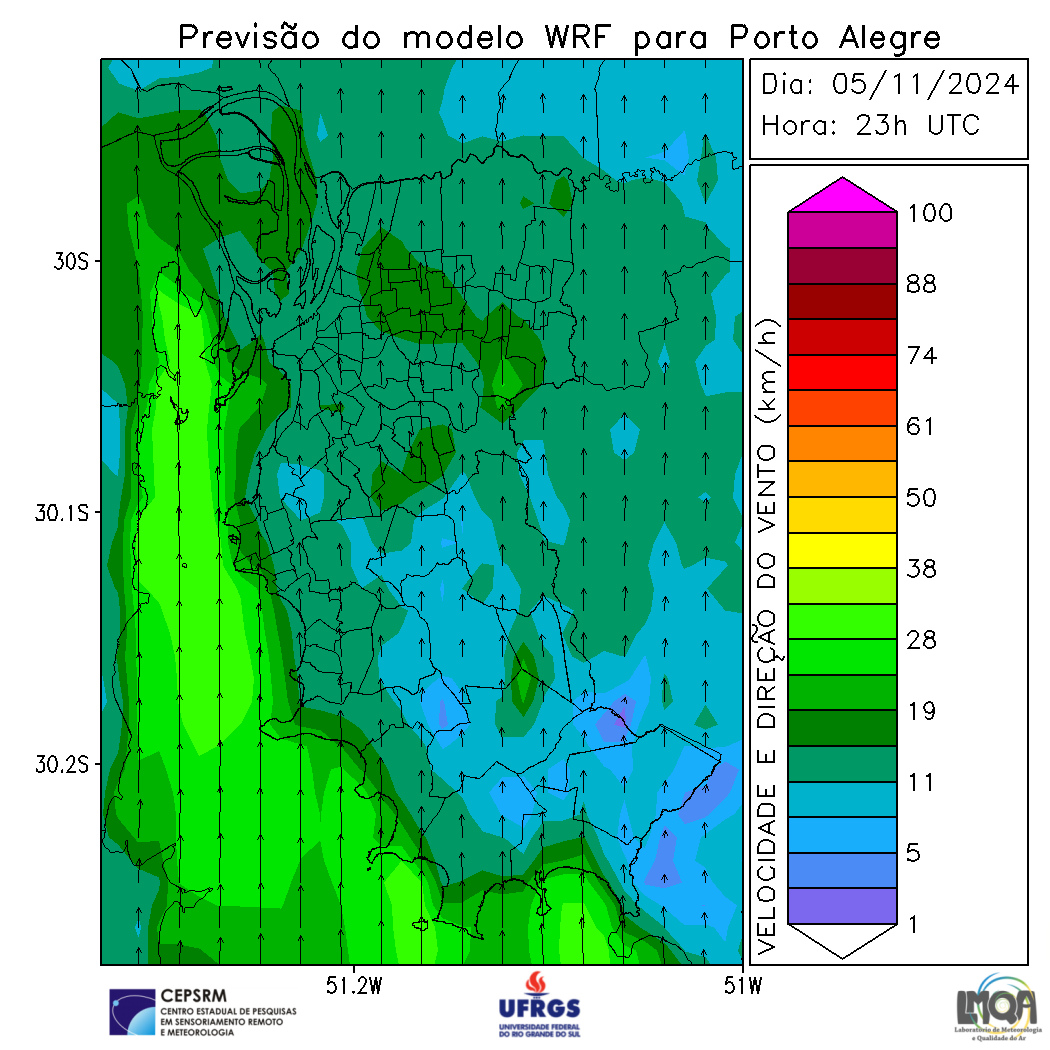 Previsão do modelo WRF para Porto Alegre
Dia: 05/11/2024
Hora: 23h UTC
30S
30.1S
30.2S
51.2W
51W
VELOCIDADE E DIREÇÃO DO VENTO (km/h)
100
88
74
61
50
38
28
19
11
5
1
CEPSRM
CENTRO ESTADUAL DE PESQUISAS
EM SENSORIAMENTO REMOTO
E METEOROLOGIA
UFRGS
UNIVERSIDADE FEDERAL
DO RIO GRANDE DO SUL
LMQA
Laboratório de Meteorologia
e Qualidade do Ar